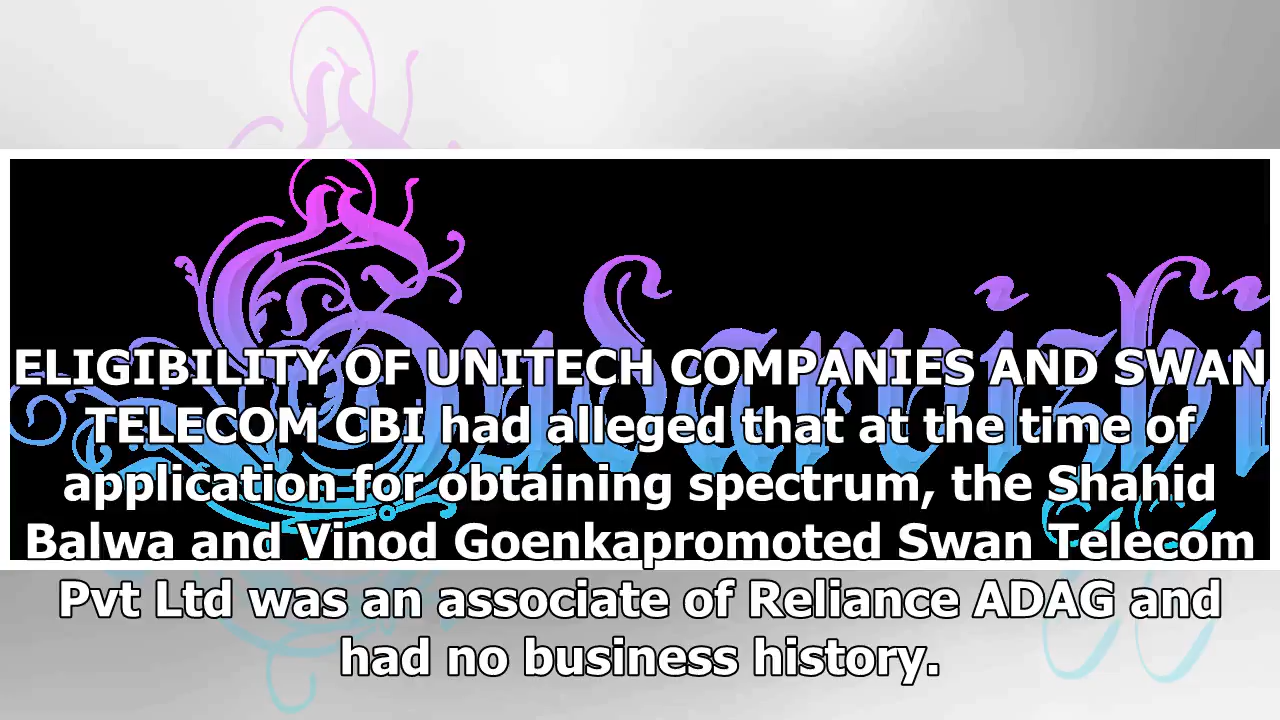 ELIGIBILITY OF UNITECH COMPANIES AND SWAN
TELECOM CBI had alleged that at the time of
application for obtaining spectrum, the Shahid
Balwa and Vinod Goenkapromoted Swan Telecom
Pvt Ltd was an associate of Reliance ADAG and
had no business history.